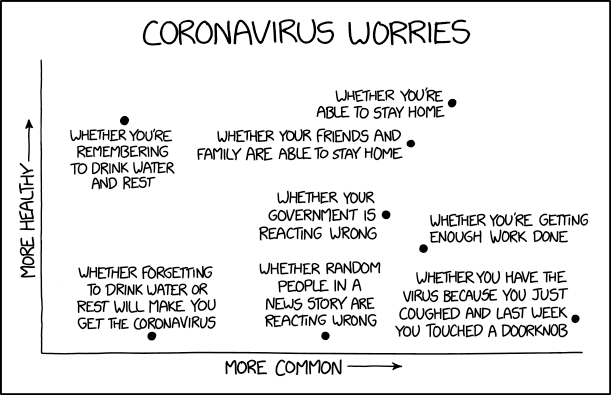 CORONAVIRUS WORRIES
WHETHER YOU'RE
ABLE TO STAY HOME
WHETHER YOUR FRIENDS AND
FAMILY ARE ABLE TO STAY HOME
WHETHER YOU'RE
REMEMBERING
TO DRINK WATER
AND REST
WHETHER YOUR
GOVERNMENT IS
REACTING WRONG
WHETHER YOU'RE GETTING
ENOUGH WORK DONE
WHETHER FORGETTING
TO DRINK WATER OR
REST WILL MAKE YOU
GET THE CORONAVIRUS
WHETHER RANDOM
PEOPLE IN A
NEWS STORY ARE
REACTING WRONG
WHETHER YOU HAVE THE
VIRUS BECAUSE YOU JUST
COUGHED AND LAST WEEK
YOU TOUCHED A DOORKNOB
MORE HEALTHY
MORE COMMON